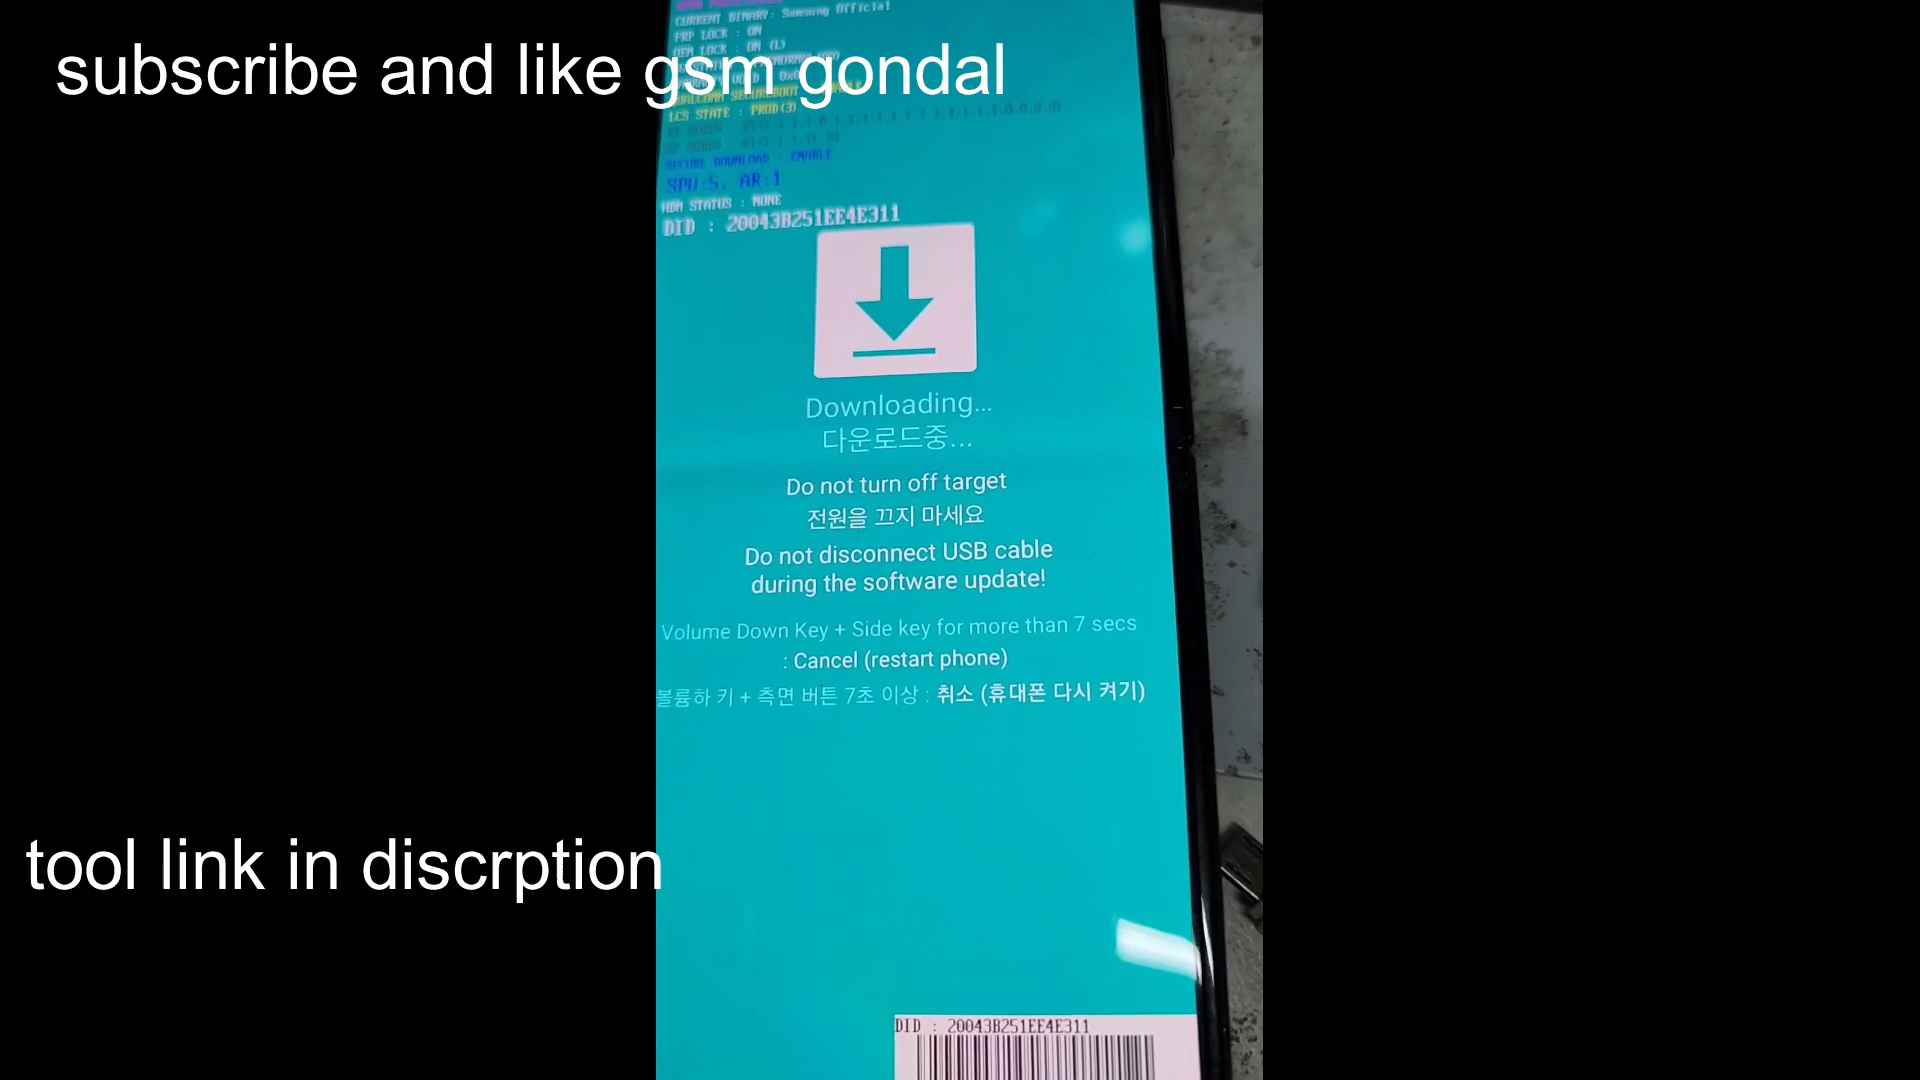 CURRENT BINARY: Samsung Official
FRP LOCK : ON
OEM LOCK : ON (L)
subscribe and like gsm gondal
QUALCOMM SECUREBOOT
LCS STATE : PROD(3)
SECURE DOWNLOAD : ENABLE
SPU:5, AR:1
HDM STATUS : NONE
DID : 20043B251EE4E311
Downloading...
다운로드중...
Do not turn off target
전원을 끄지 마세요
Do not disconnect USB cable
during the software update!
Volume Down Key + Side key for more than 7 secs
: Cancel (restart phone)
볼륨하 키 + 측면 버튼 7초 이상 : 취소 (휴대폰 다시 켜기)
tool link in discrption
DID : 20043B251EE4E311